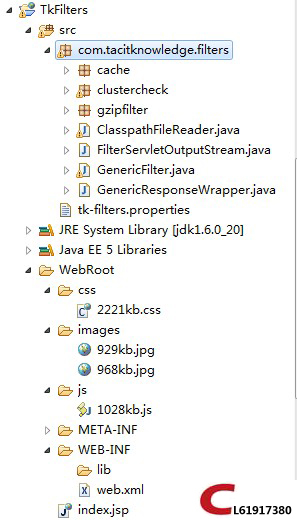 TkFilters
src
com.tacitknowledge.filters
cache
clustercheck
gzipfilter
ClasspathFileReader.java
FilterServletOutputStream.java
GenericFilter.java
GenericResponseWrapper.java
tk-filters.properties
JRE System Library [jdk1.6.0_20]
Java EE 5 Libraries
WebRoot
css
2221kb.css
images
929kb.jpg
968kb.jpg
js
1028kb.js
META-INF
WEB-INF
lib
web.xml
index.jsp
CL61917380